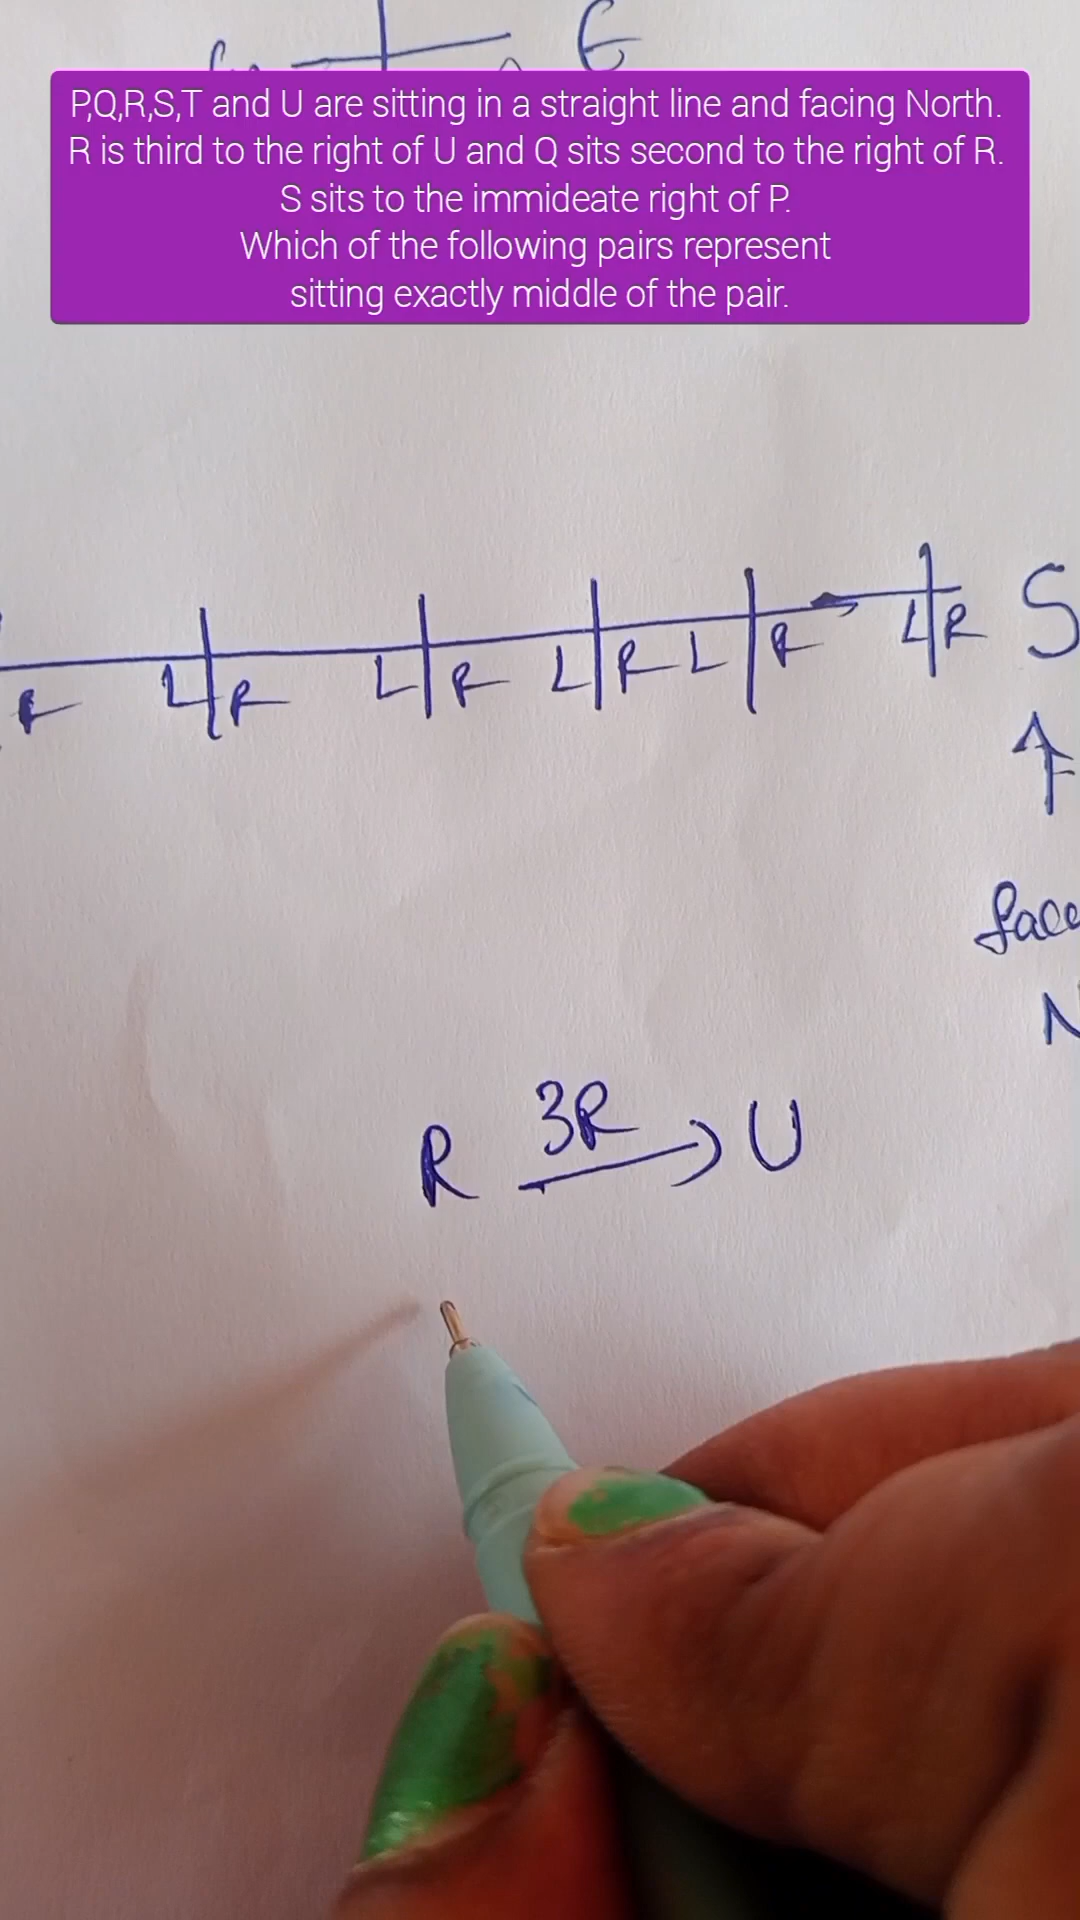 E
P,Q,R,S,T and U are sitting in a straight line and facing North.
R is third to the right of U and Q sits second to the right of R.
S sits to the immideate right of P.
Which of the following pairs represent
sitting exactly middle of the pair.
R L R L R L R L R L R S
face
N
R 3R → U